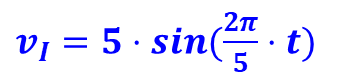 v_I = 5 · sin(2π/5 · t)